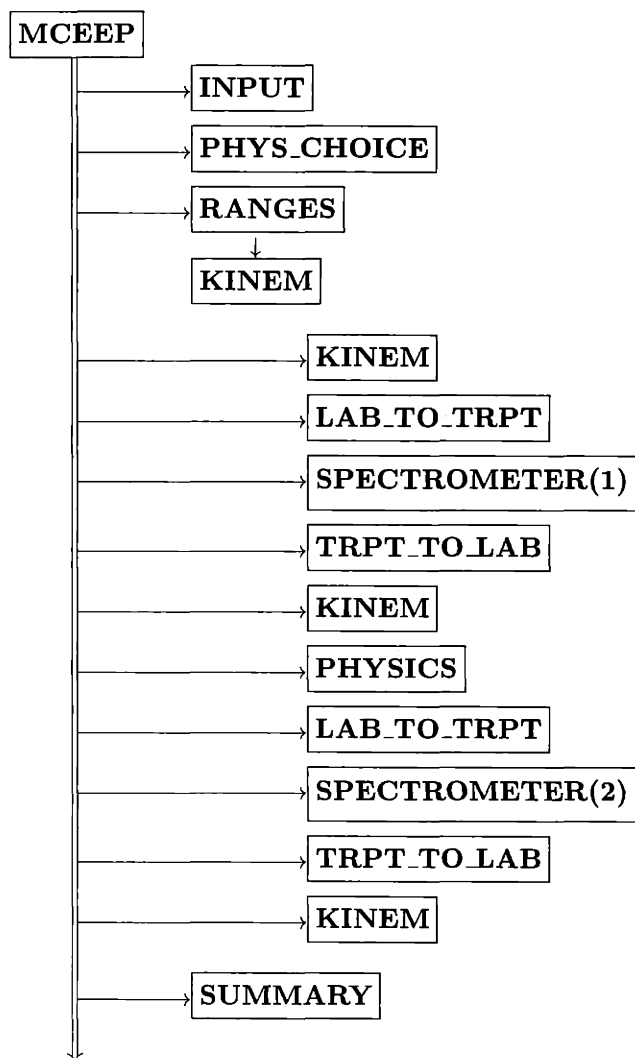 MCEEP
INPUT
PHYS_CHOICE
RANGES
KINEM
KINEM
LAB_TO_TRPT
SPECTROMETER(1)
TRPT_TO_LAB
KINEM
PHYSICS
LAB_TO_TRPT
SPECTROMETER(2)
TRPT_TO_LAB
KINEM
SUMMARY